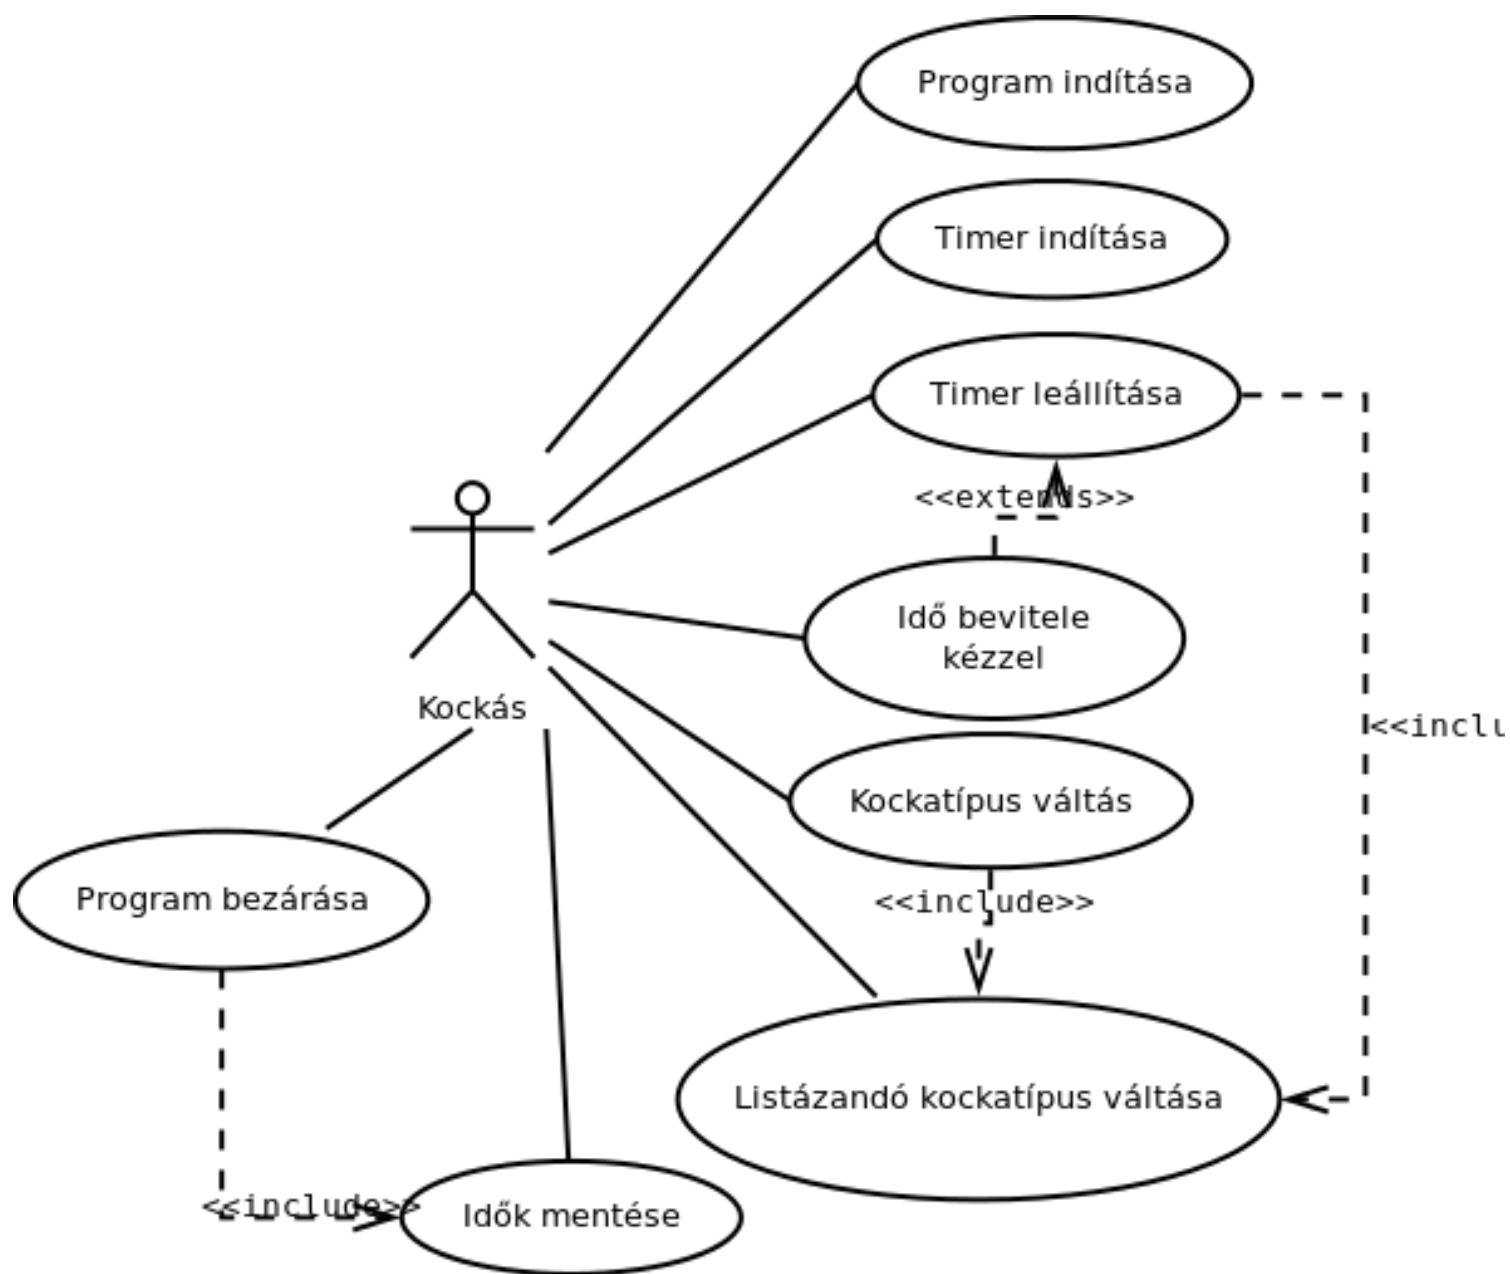 Program indítása
Timer indítása
Timer leállítása
<<extends>>
Idő bevitele
kézzel
Kockás
<<inclu
Kockatípus váltás
Program bezárása
<<include>>
Listázandó kockatípus váltása
<<include>>
Idők mentése